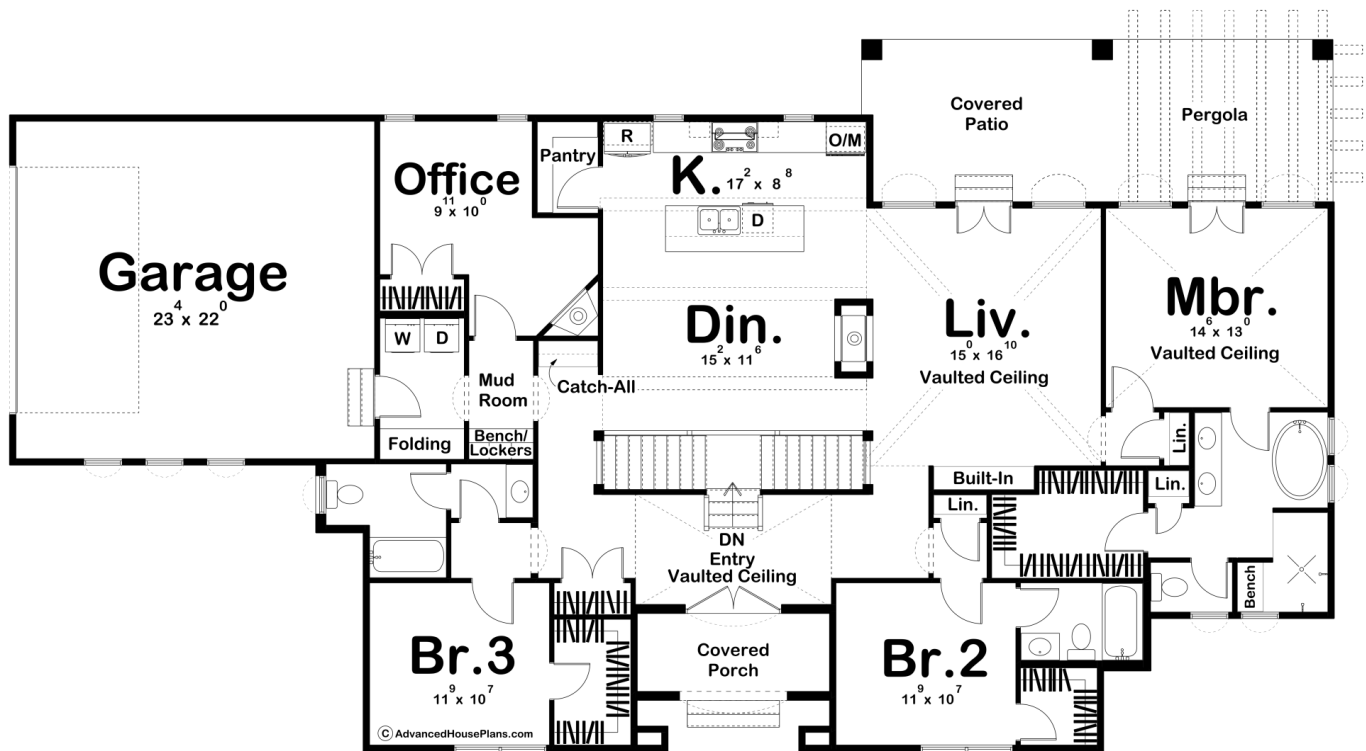 Covered
Patio
Pergola
Garage
23⁴ x 22⁰
Office
9¹¹ x 10⁰
Pantry
R
O/M
K. 17² x 8⁸
D
Din.
15² x 11⁶
Liv.
15⁰ x 16¹⁰
Vaulted Ceiling
Mbr.
14⁶ x 13⁰
Vaulted Ceiling
W
D
Mud
Room
Catch-All
Folding
Bench/
Lockers
Built-In
Lin.
Lin.
Lin.
DN
Entry
Vaulted Ceiling
Bench
Br.3
11⁹ x 10⁷
Covered
Porch
Br.2
11⁹ x 10⁷
© AdvancedHousePlans.com